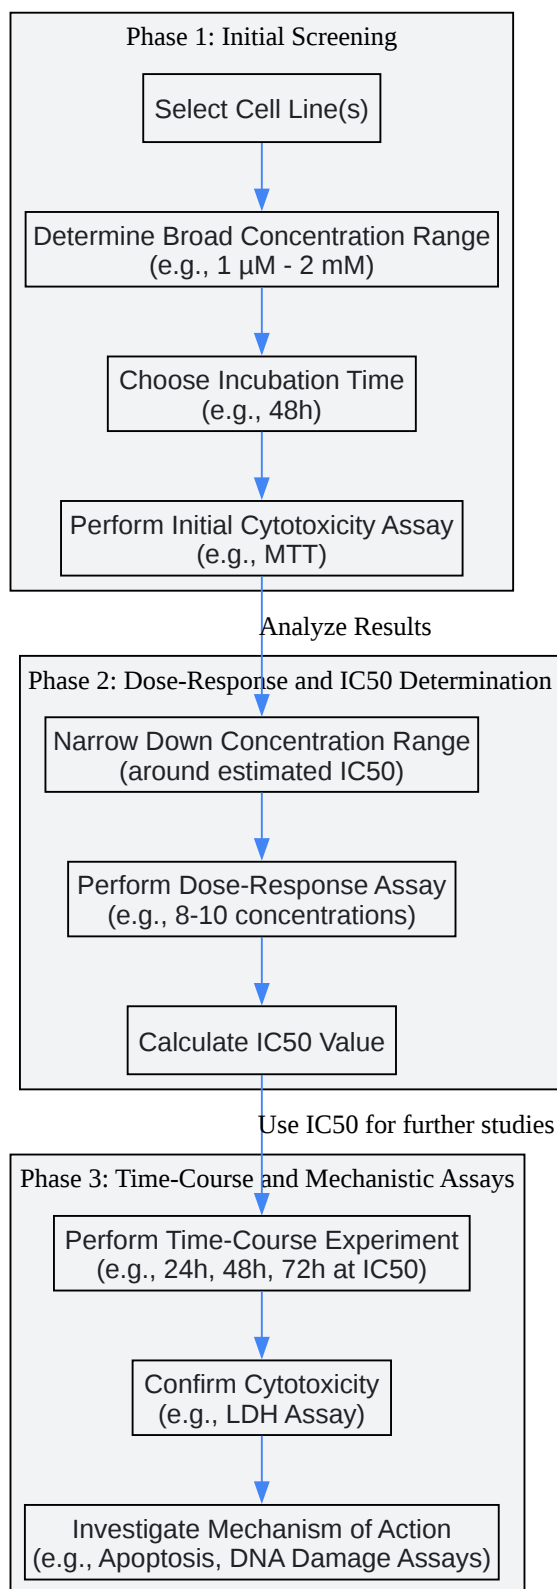 Phase 1: Initial Screening
Select Cell Line(s)
Determine Broad Concentration Range
(e.g., 1 µM - 2 mM)
Choose Incubation Time
(e.g., 48h)
Perform Initial Cytotoxicity Assay
(e.g., MTT)
Analyze Results
Phase 2: Dose-Response and IC50 Determination
Narrow Down Concentration Range
(around estimated IC50)
Perform Dose-Response Assay
(e.g., 8-10 concentrations)
Calculate IC50 Value
Use IC50 for further studies
Phase 3: Time-Course and Mechanistic Assays
Perform Time-Course Experiment
(e.g., 24h, 48h, 72h at IC50)
Confirm Cytotoxicity
(e.g., LDH Assay)
Investigate Mechanism of Action
(e.g., Apoptosis, DNA Damage Assays)